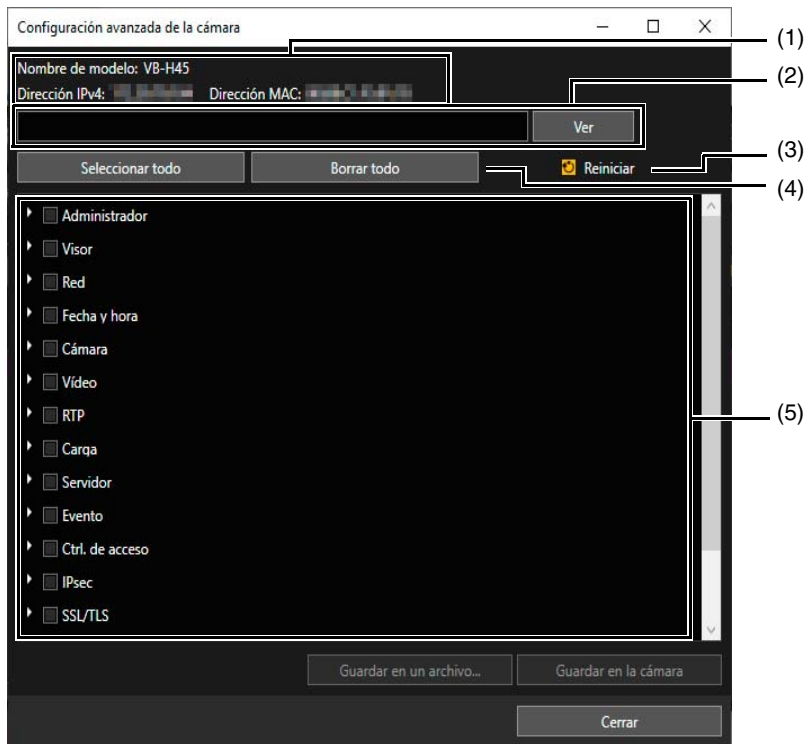 Configuración avanzada de la cámara
(1)
Nombre de modelo: VB-H45
Dirección IPv4: Dirección MAC:
(2)
Ver
Seleccionar todo Borrar todo Reiniciar
(3)
(4)
Administrador
Visor
Red
Fecha y hora
Cámara
Vídeo
RTP
(5)
Carga
Servidor
Evento
Ctrl. de acceso
IPsec
SSL/TLS
Guardar en un archivo... Guardar en la cámara
Cerrar